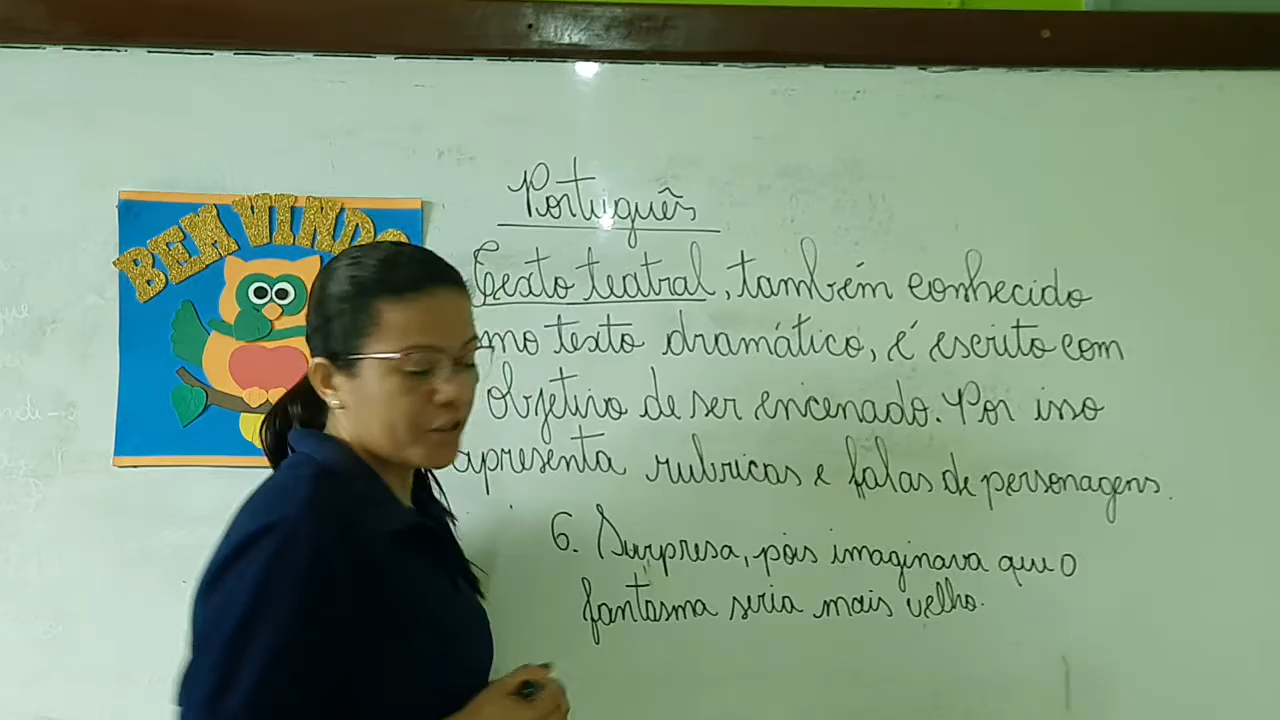 BEM VINDO
Português
Texto teatral, também conhecido
mo texto dramático, é escrito com
objetivo de ser encenado. Por isso
apresenta rubricas e falas de personagens.
6. Surpresa, pois imaginava que o
fantasma seria mais velho.